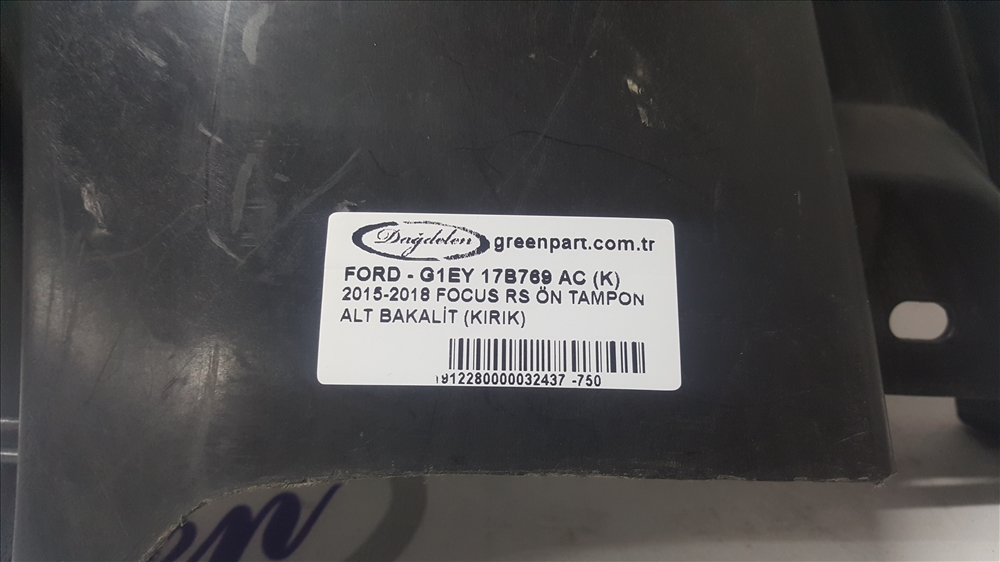 Dağdelen greenpart.com.tr
FORD - G1EY 17B769 AC (K)
2015-2018 FOCUS RS ÖN TAMPON
ALT BAKALİT (KIRIK)
1912280000032437 -750
en